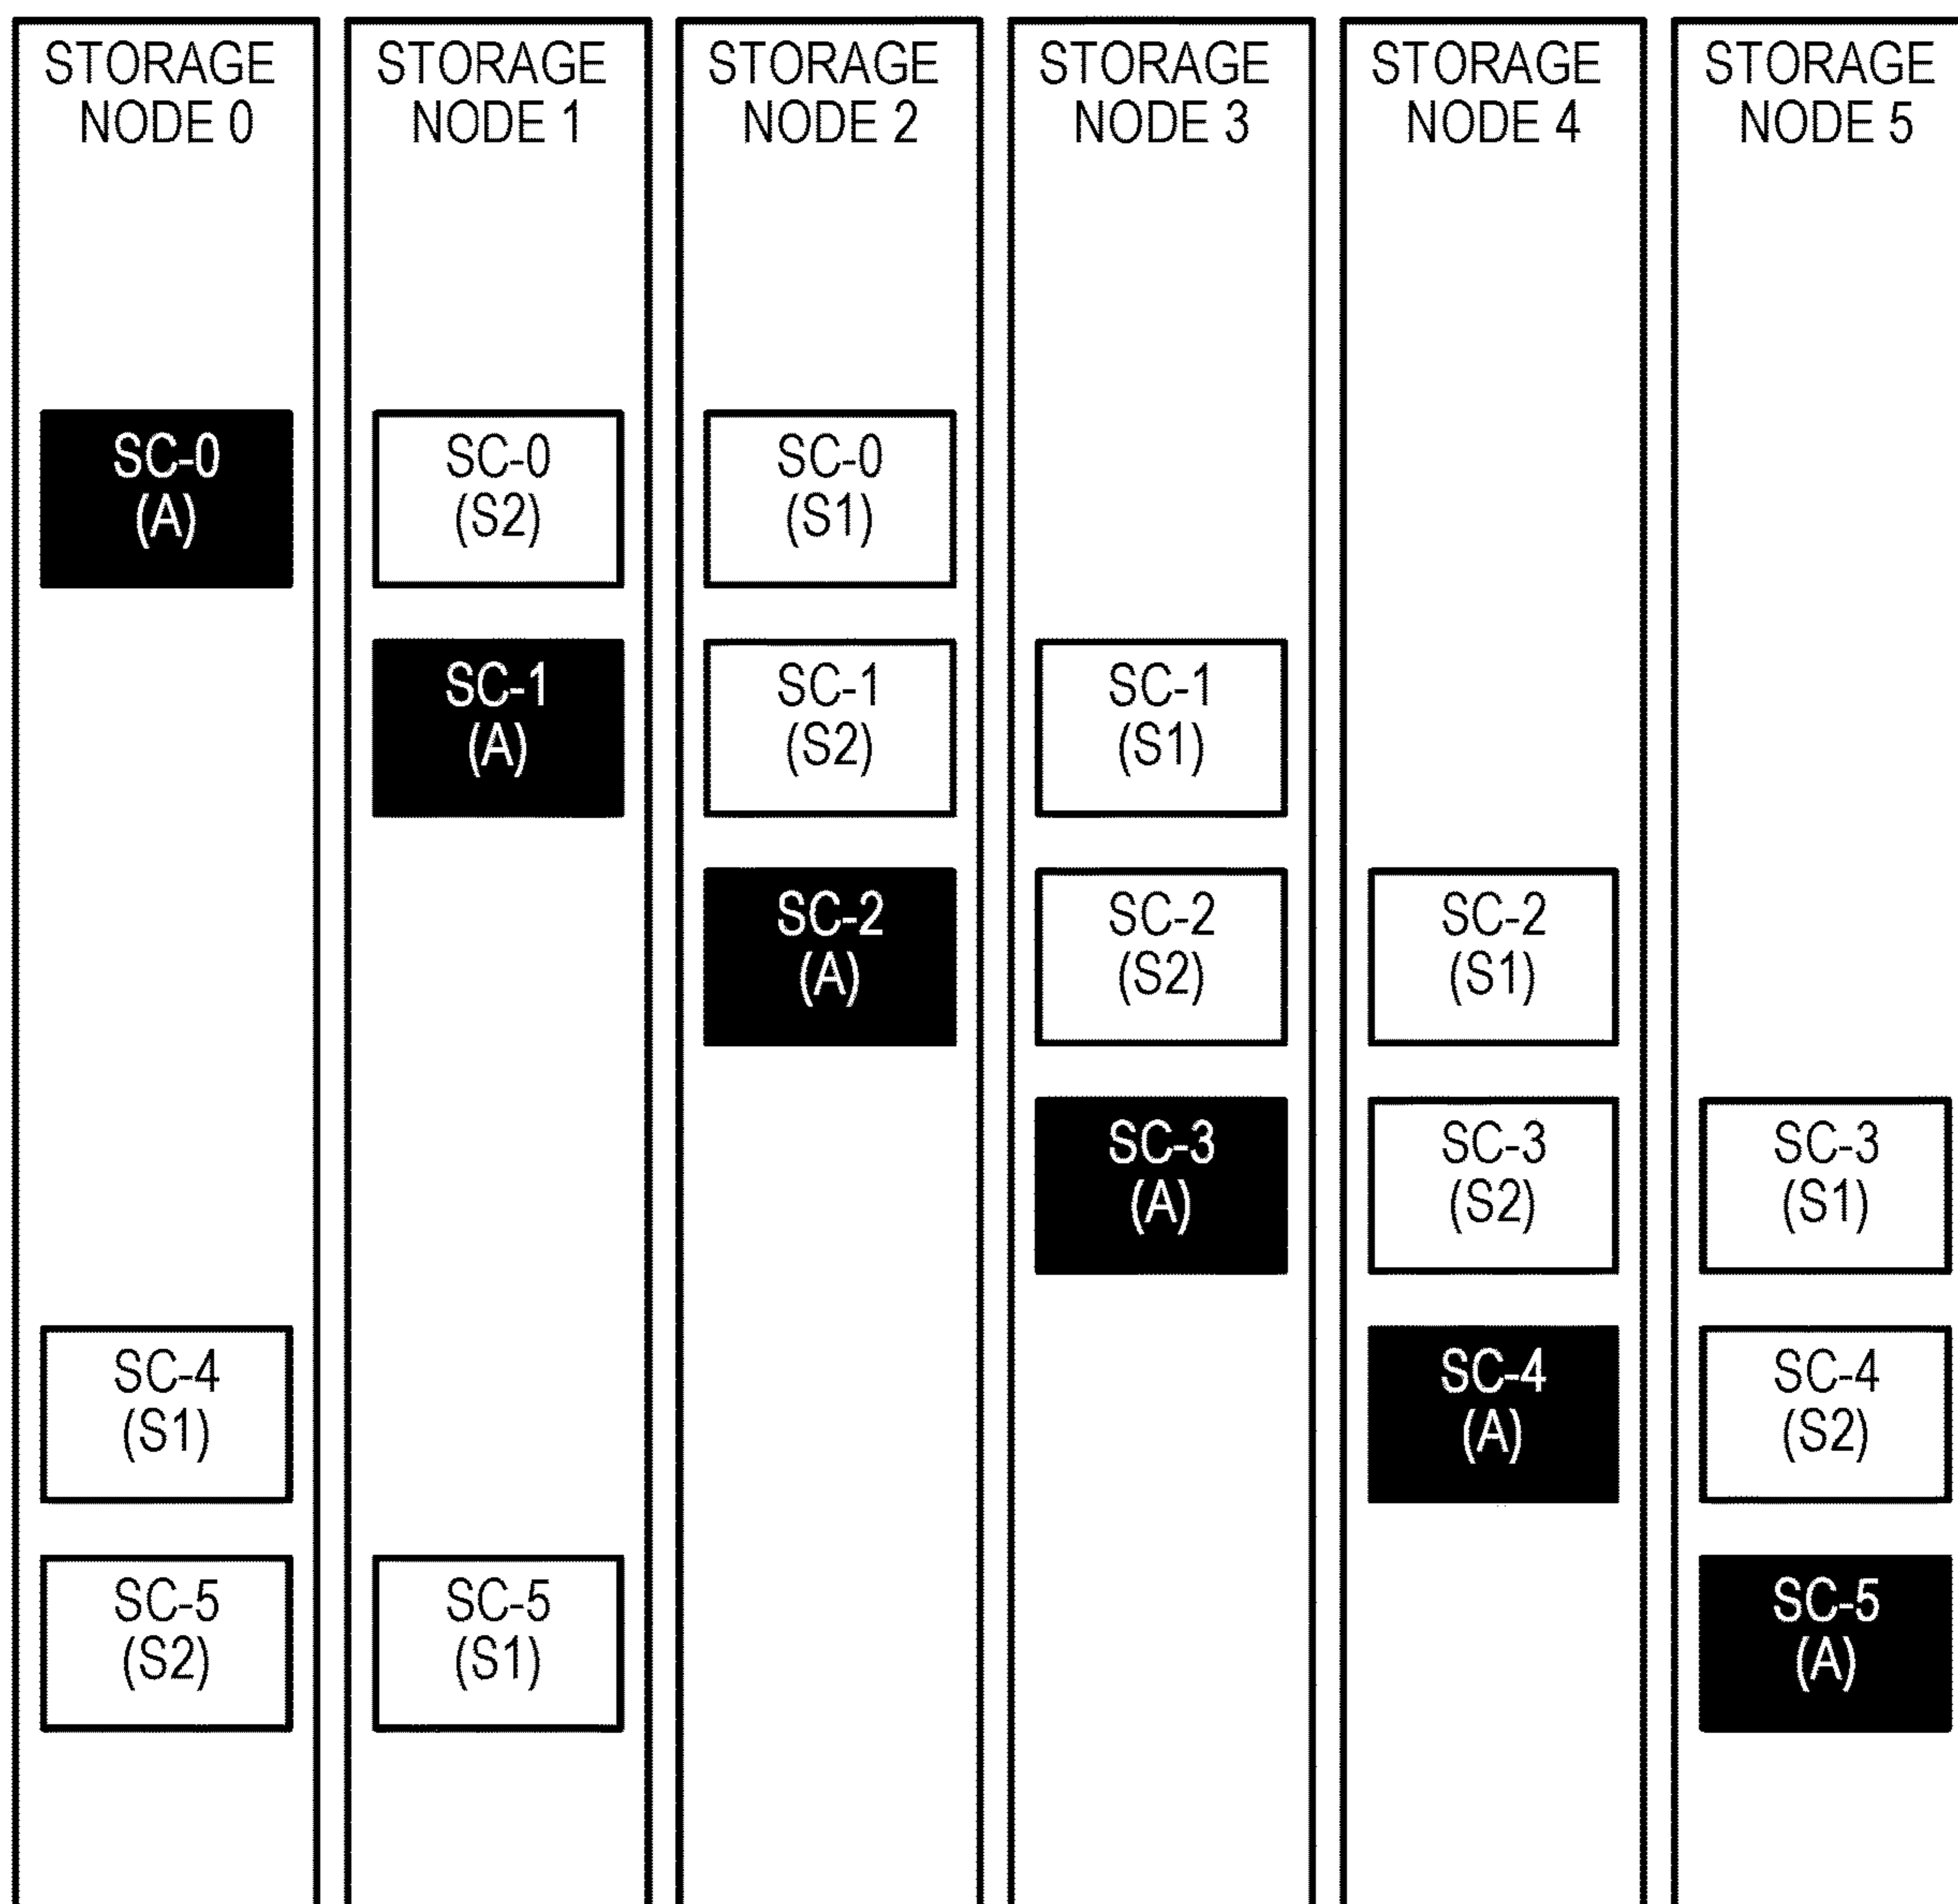 STORAGE
NODE 0
STORAGE
NODE 1
STORAGE
NODE 2
STORAGE
NODE 3
STORAGE
NODE 4
STORAGE
NODE 5
SC-0
(A)
SC-0
(S2)
SC-0
(S1)
SC-1
(A)
SC-1
(S2)
SC-1
(S1)
SC-2
(A)
SC-2
(S2)
SC-2
(S1)
SC-3
(A)
SC-3
(S2)
SC-3
(S1)
SC-4
(S1)
SC-4
(A)
SC-4
(S2)
SC-5
(S2)
SC-5
(S1)
SC-5
(A)